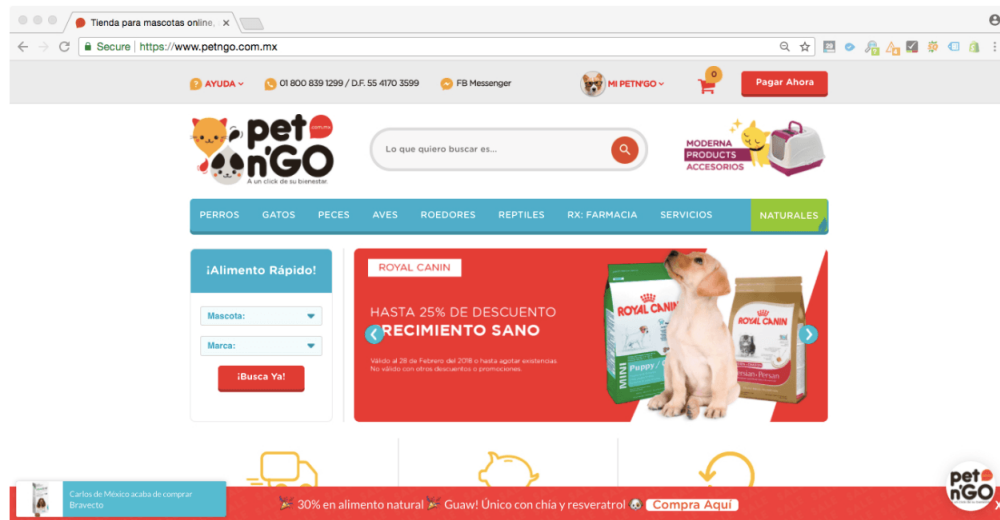 Tienda para mascotas online,
Secure
https://www.petngo.com.mx
AYUDA
01 800 839 1299 / D.F. 55 4170 3599
FB Messenger
MI PETN'GO
0
Pagar Ahora
pet
.com.mx
n'GO
A un click de su bienestar.
Lo que quiero buscar es...
MODERNA
PRODUCTS
ACCESORIOS
PERROS
GATOS
PECES
AVES
ROEDORES
REPTILES
RX: FARMACIA
SERVICIOS
NATURALES
¡Alimento Rápido!
Mascota:
Marca:
¡Busca Ya!
ROYAL CANIN
HASTA 25% DE DESCUENTO
RECIMIENTO SANO
Válido al 28 de Febrero del 2018 o hasta agotar existencias.
No válido con otros descuentos o promociones.
ROYAL CANIN
MINI
Puppy
ROYAL CANIN
Persian
Carlos de México acaba de comprar
Bravecto
30% en alimento natural
Guaw! Único con chía y resveratrol
Compra Aquí
pet
n'GO